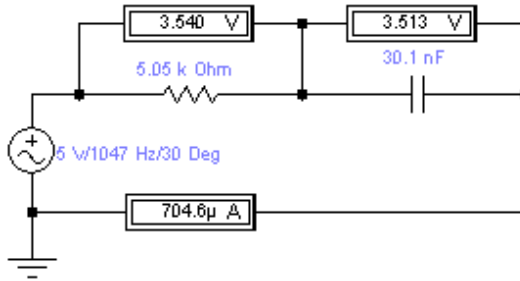 3.540 V
3.513 V
5.05 k Ohm
30.1 nF
5 V/1047 Hz/30 Deg
704.6µ A